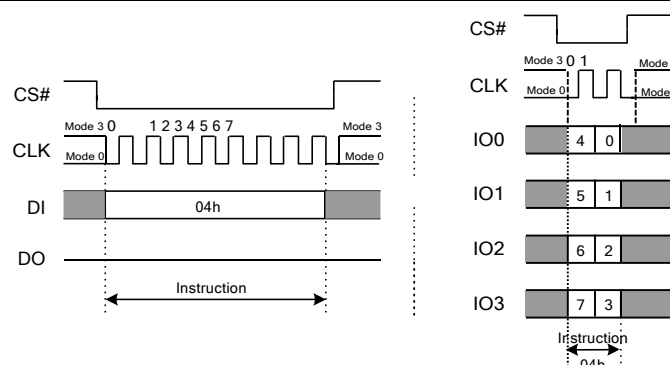 CS#
Mode 3 0 1 2 3 4 5 6 7 Mode 3
CLK
Mode 0 Mode 0
DI 04h
DO
Instruction
CS#
Mode 3 0 1 Mode
CLK
Mode 0 Mode
IO0 4 0
IO1 5 1
IO2 6 2
IO3 7 3
Instruction
04h